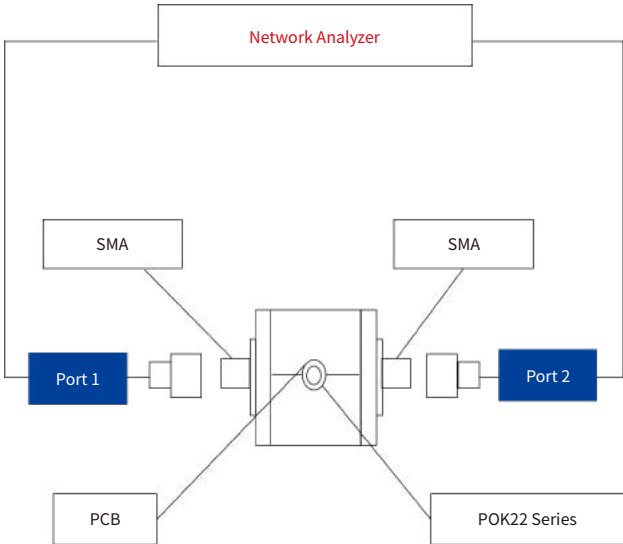 Network Analyzer
SMA
SMA
Port 1
Port 2
PCB
POK22 Series